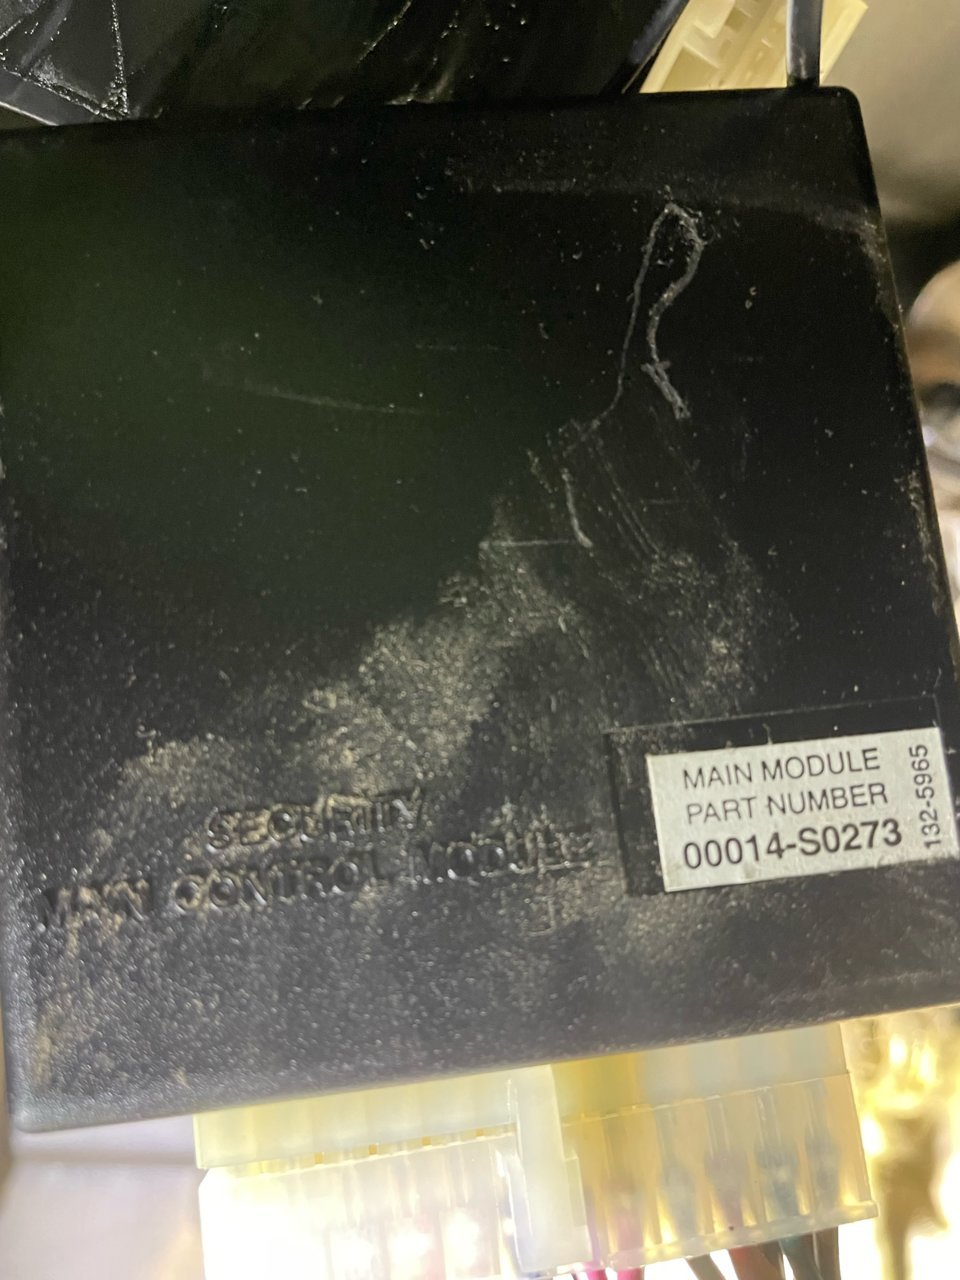 SECURITY
MAIN CONTROL MODULE
MAIN MODULE
PART NUMBER
00014-S0273
132-5965